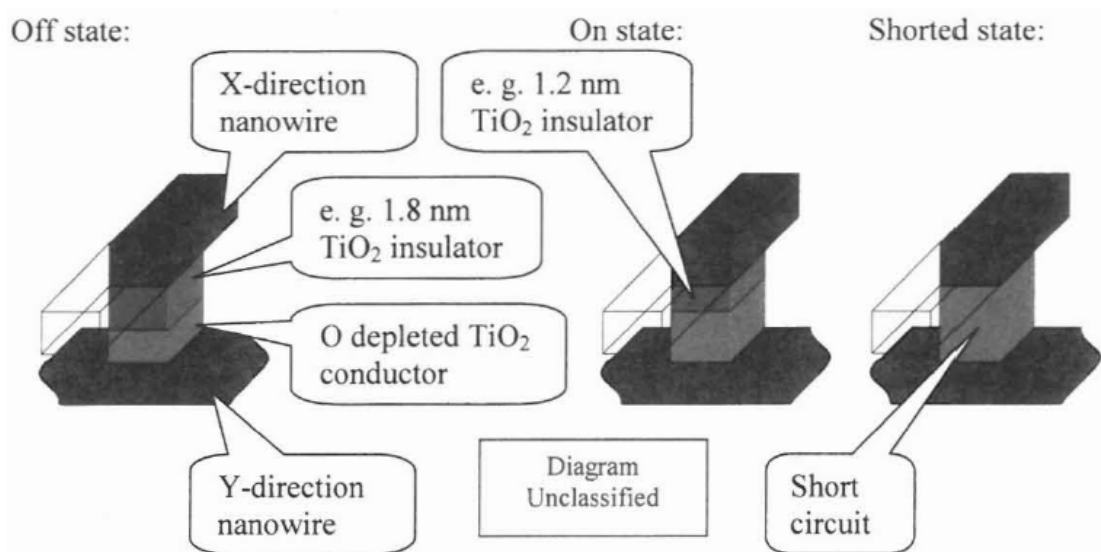 Off state:
On state:
Shorted state:
X-direction
nanowire
e. g. 1.2 nm
TiO₂ insulator
e. g. 1.8 nm
TiO₂ insulator
O depleted TiO₂
conductor
Y-direction
nanowire
Diagram
Unclassified
Short
circuit